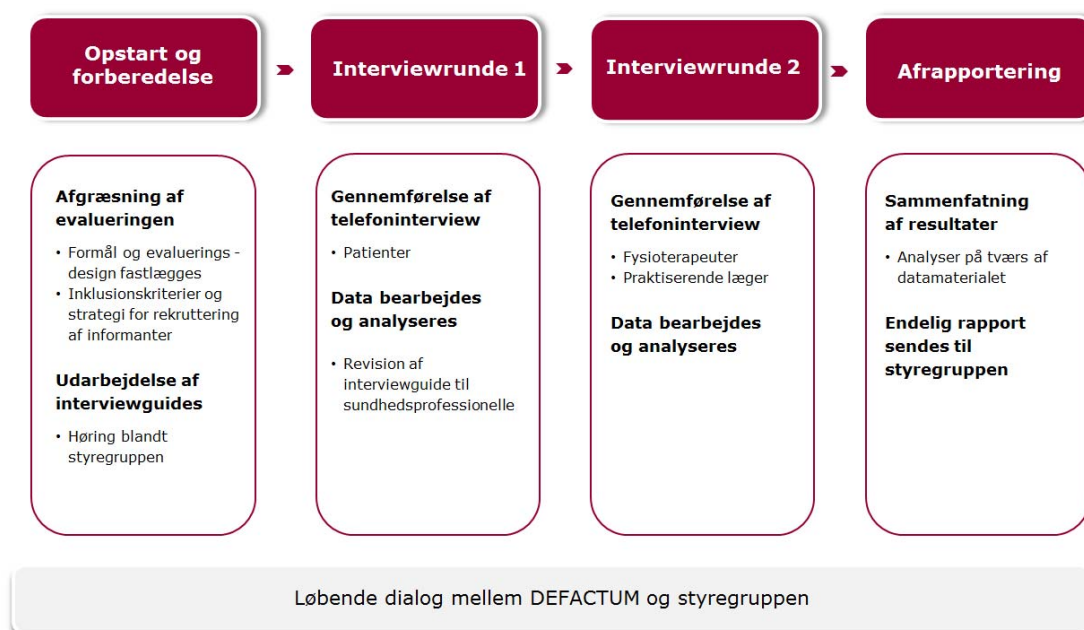 Opstart og
forberedelse
Interviewrunde 1
Interviewrunde 2
Afrapportering
Afgræsning af
evalueringen
• Formål og evaluerings -
design fastlægges
• Inklusionskriterier og
strategi for rekruttering
af informanter
Udarbejdelse af
interviewguides
• Høring blandt
styregruppen
Gennemførelse af
telefoninterview
• Patienter
Data bearbejdes
og analyseres
• Revision af
interviewguide til
sundhedsprofessionelle
Gennemførelse af
telefoninterview
• Fysioterapeuter
• Praktiserende læger
Data bearbejdes
og analyseres
Sammenfatning
af resultater
• Analyser på tværs af
datamaterialet
Endelig rapport
sendes til
styregruppen
Løbende dialog mellem DEFACTUM og styregruppen